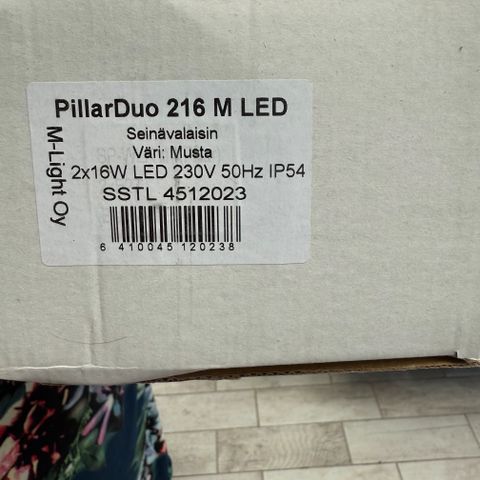 PillarDuo 216 M LED
Seinävalaisin
Väri: Musta
2x16W LED 230V 50Hz IP54
SSTL 4512023
6 410045 120238
M-Light Oy